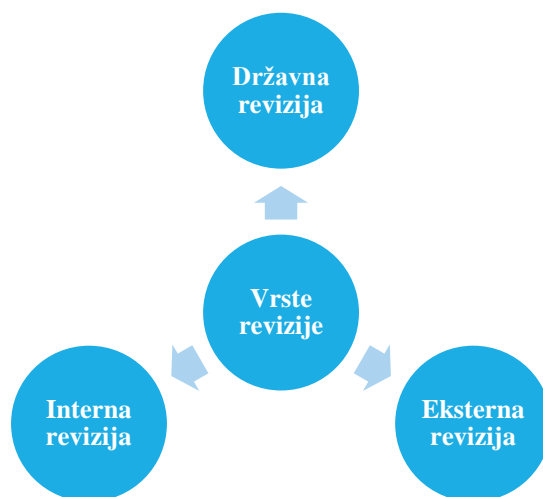 Državna
revizija
Vrste
revizije
Interna
revizija
Eksterna
revizija